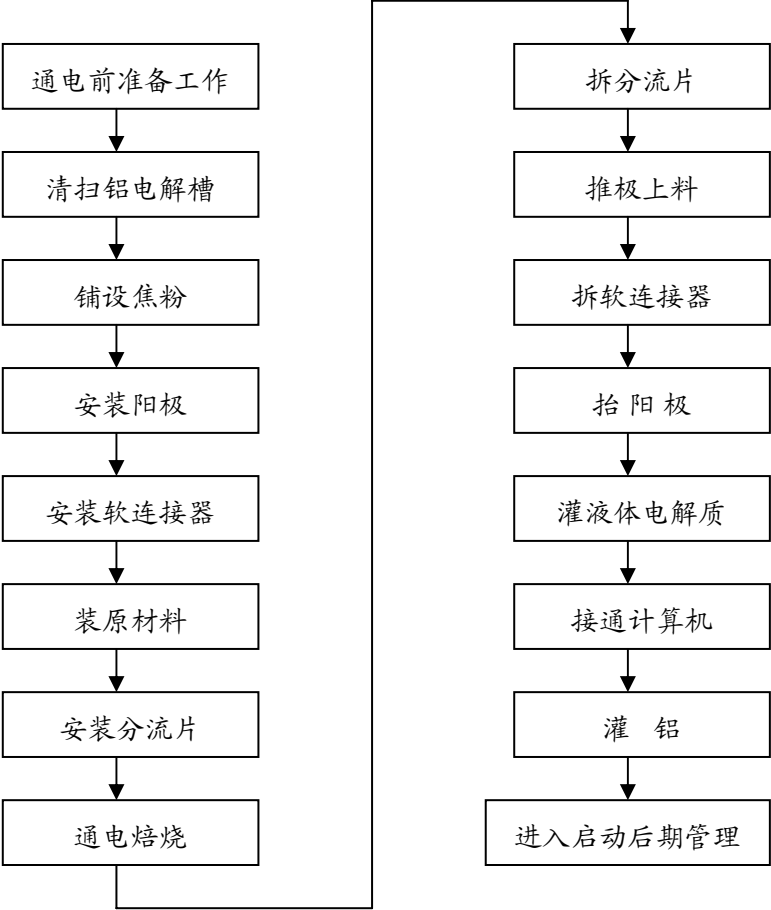 通电前准备工作
清扫铝电解槽
铺设焦粉
安装阳极
安装软连接器
装原材料
安装分流片
通电焙烧
拆分流片
推极上料
拆软连接器
抬阳极
灌液体电解质
接通计算机
灌 铝
进入启动后期管理